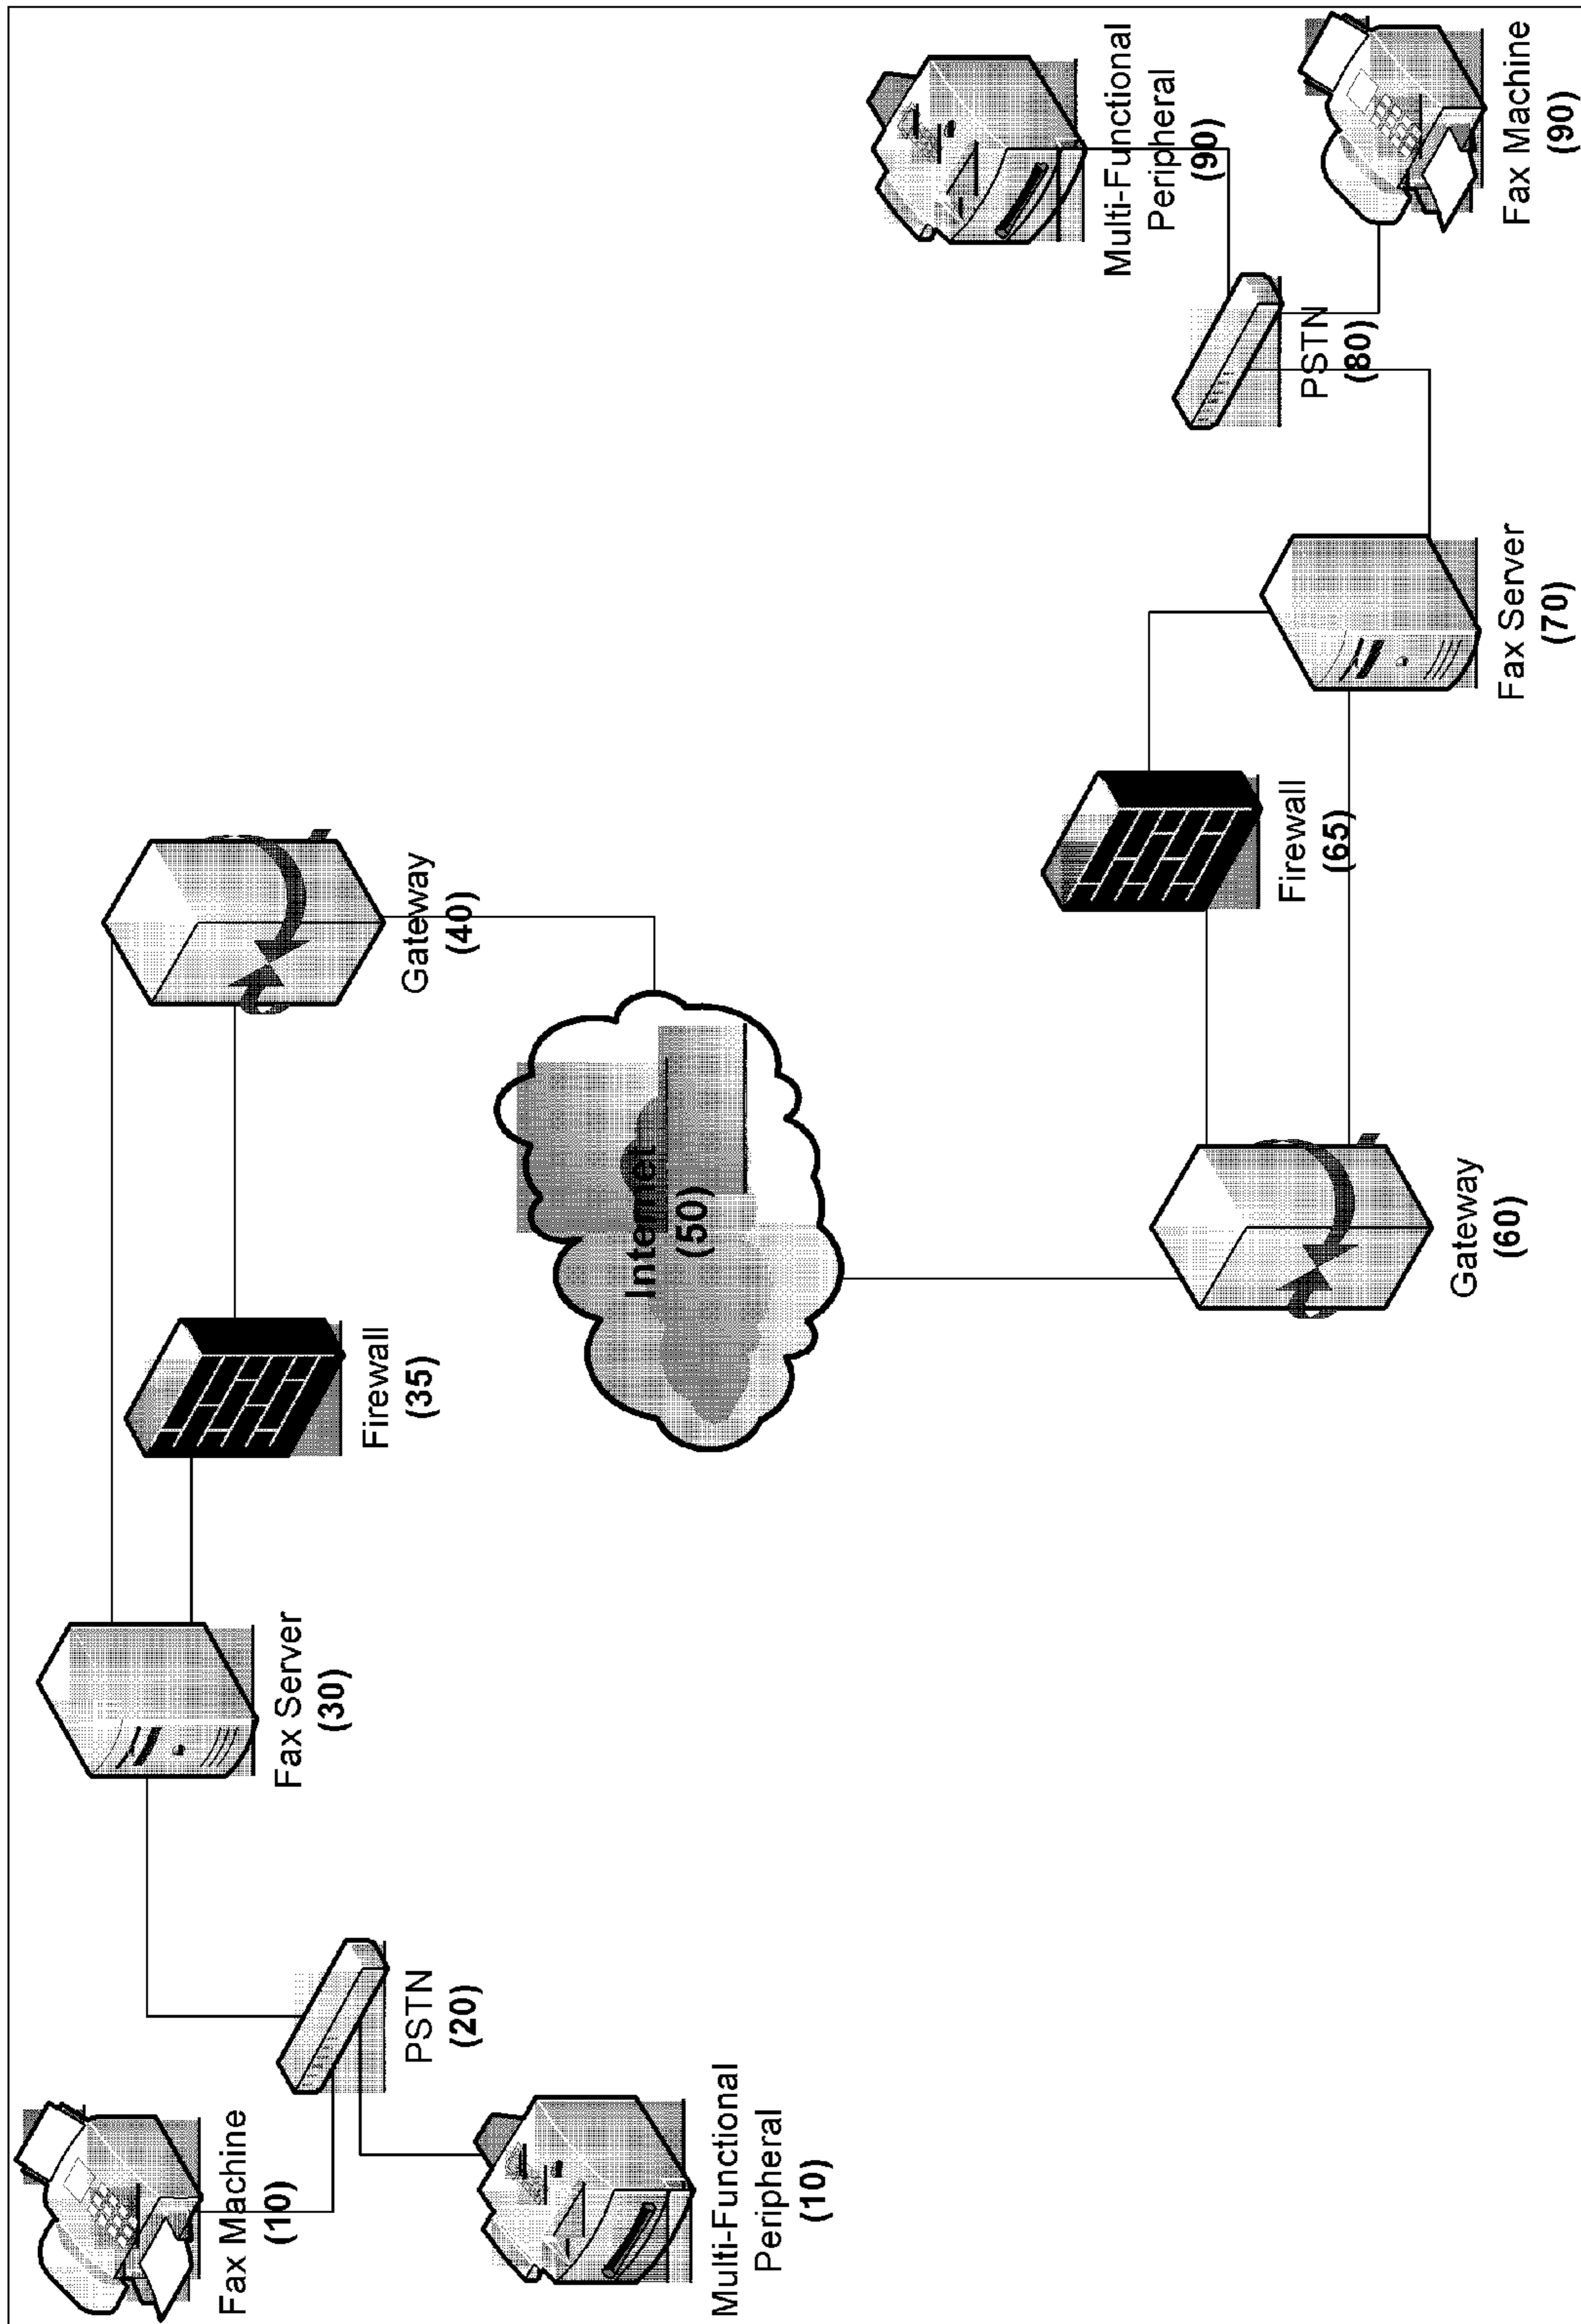 Fax Machine
(10)
Multi-Functional
Peripheral
(10)
PSTN
(20)
Fax Server
(30)
Firewall
(35)
Gateway
(40)
Internet
(50)
Gateway
(60)
Firewall
(65)
Fax Server
(70)
PSTN
(80)
Multi-Functional
Peripheral
(90)
Fax Machine
(90)